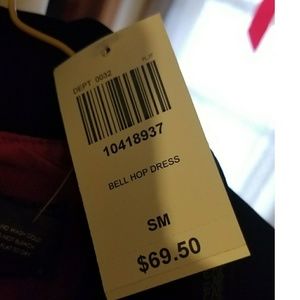 DEPT 0032
10418937
BELL HOP DRESS
SM
$69.50